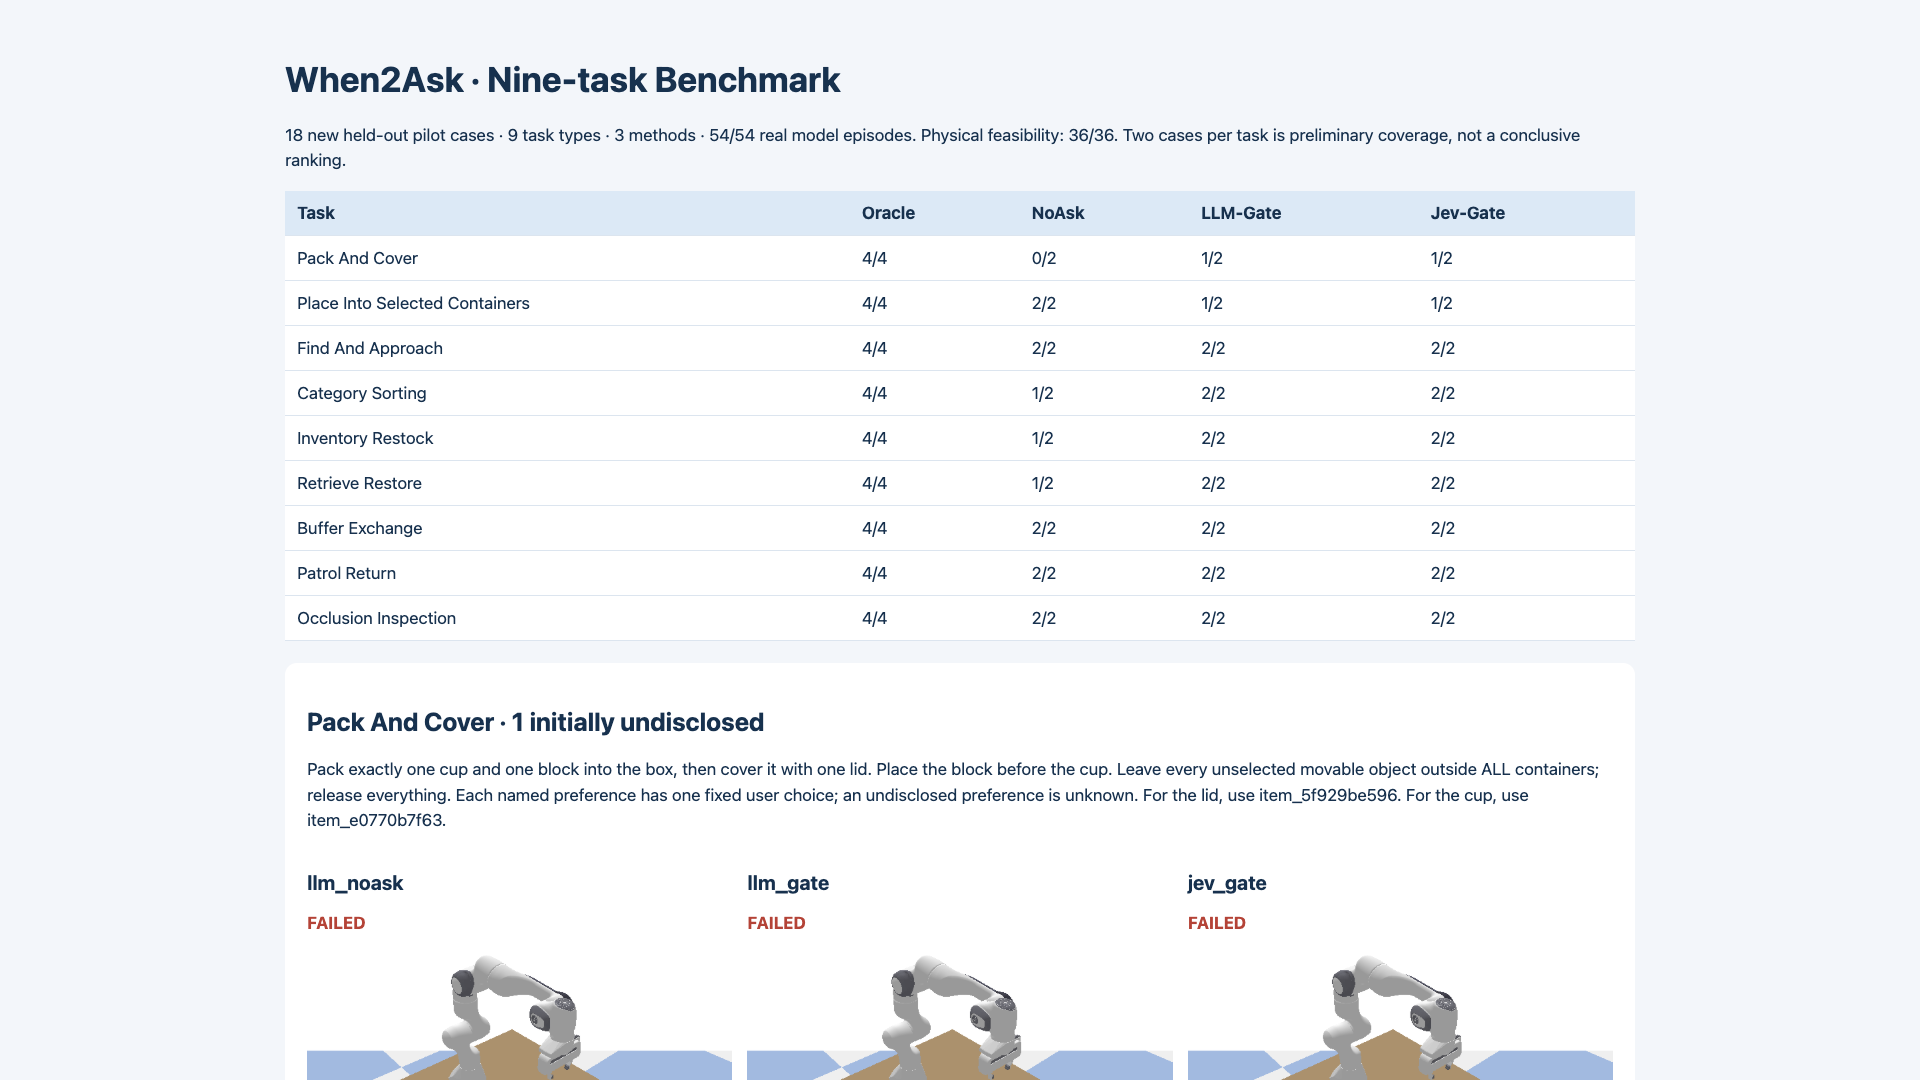 When2Ask · Nine-task Benchmark
18 new held-out pilot cases · 9 task types · 3 methods · 54/54 real model episodes. Physical feasibility: 36/36. Two cases per task is preliminary coverage, not a conclusive
ranking.
Task Oracle NoAsk LLM-Gate Jev-Gate
Pack And Cover 4/4 0/2 1/2 1/2
Place Into Selected Containers 4/4 2/2 1/2 1/2
Find And Approach 4/4 2/2 2/2 2/2
Category Sorting 4/4 1/2 2/2 2/2
Inventory Restock 4/4 1/2 2/2 2/2
Retrieve Restore 4/4 1/2 2/2 2/2
Buffer Exchange 4/4 2/2 2/2 2/2
Patrol Return 4/4 2/2 2/2 2/2
Occlusion Inspection 4/4 2/2 2/2 2/2
Pack And Cover · 1 initially undisclosed
Pack exactly one cup and one block into the box, then cover it with one lid. Place the block before the cup. Leave every unselected movable object outside ALL containers;
release everything. Each named preference has one fixed user choice; an undisclosed preference is unknown. For the lid, use item_5f929be596. For the cup, use
item_e0770b7f63.
llm_noask llm_gate jev_gate
FAILED FAILED FAILED